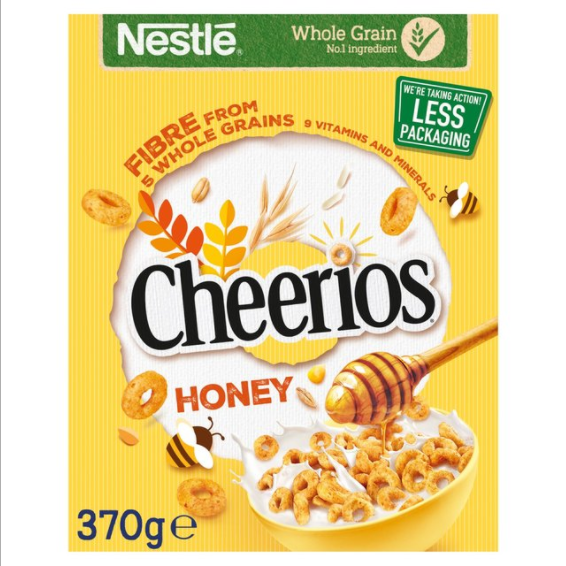 Nestlé®
Whole Grain
No.1 ingredient
WE'RE TAKING ACTION!
LESS
PACKAGING
FIBRE FROM
5 WHOLE GRAINS
9 VITAMINS AND MINERALS
Cheerios®
HONEY
370g℮